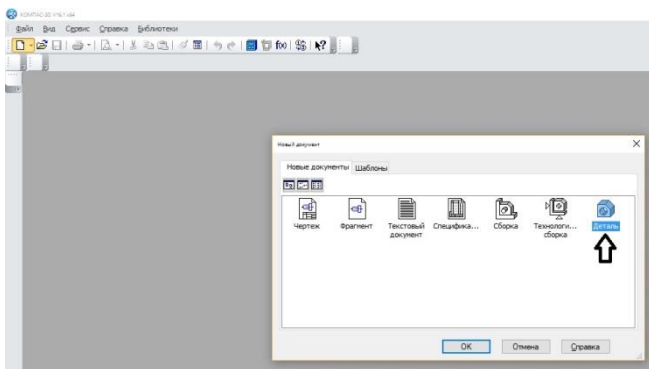 КОМПАС-3D V16.1 x64
Файл Вид Сервис Справка Библиотеки
f(x)
Новый документ
Новые документы Шаблоны
Чертеж Фрагмент Текстовый документ Специфика... Сборка Технологи... сборка Деталь
OK Отмена Справка